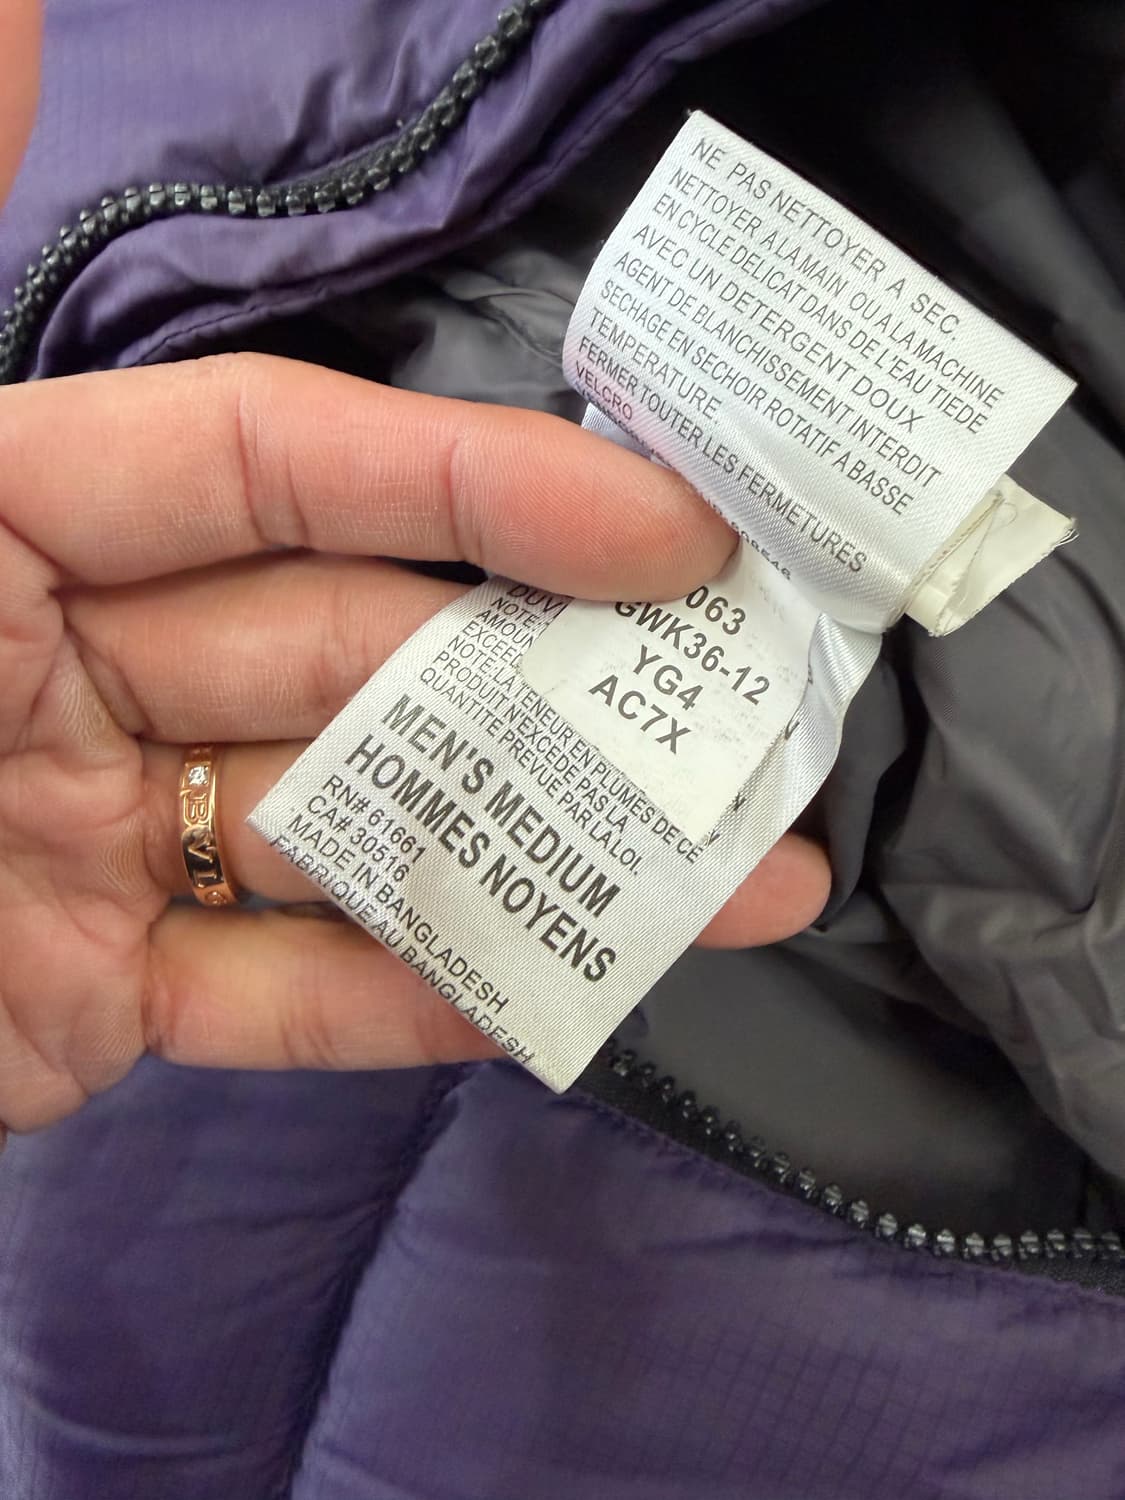 NE PAS NETTOYER A SEC.
NETTOYER A LA MAIN OU A LA MACHINE
EN CYCLE DELICAT DANS DE L'EAU TIEDE
AVEC UN DETERGENT DOUX
AGENT DE BLANCHISSEMENT INTERDIT
SECHAGE EN SECHOIR ROTATIF A BASSE
TEMPERATURE.
FERMER TOUTER LES FERMETURES
VELCRO
063
GWK36-12
YG4
AC7X
NOTE:
EXCEE
NOTE: LA TENEUR EN PLUMES DE CE
PRODUIT N'EXCEDE PAS LA
QUANTITE PREVUE PAR LA LOI.
MEN'S MEDIUM
HOMMES NOYENS
RN# 61661
CA# 30516
MADE IN BANGLADESH
FABRIQUE AU BANGLADESH
BVLG